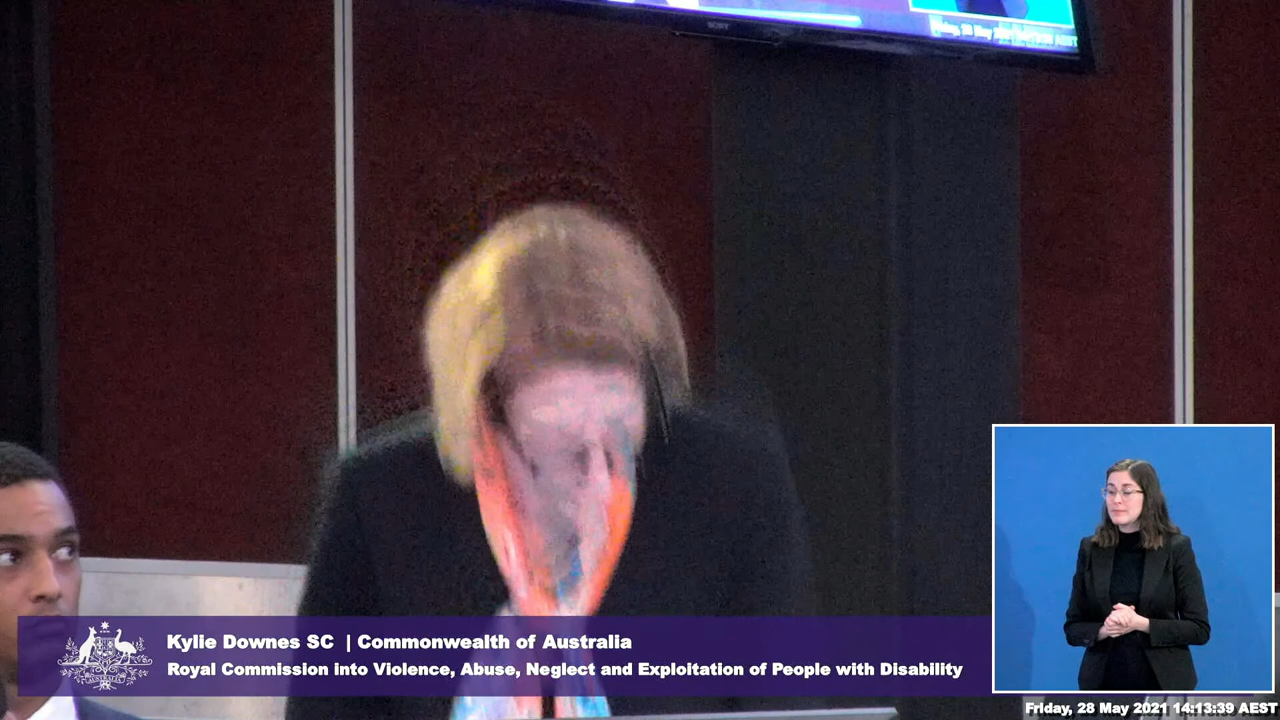 SONY
Kylie Downes SC | Commonwealth of Australia
Royal Commission into Violence, Abuse, Neglect and Exploitation of People with Disability
Friday, 28 May 2021 14:13:39 AEST